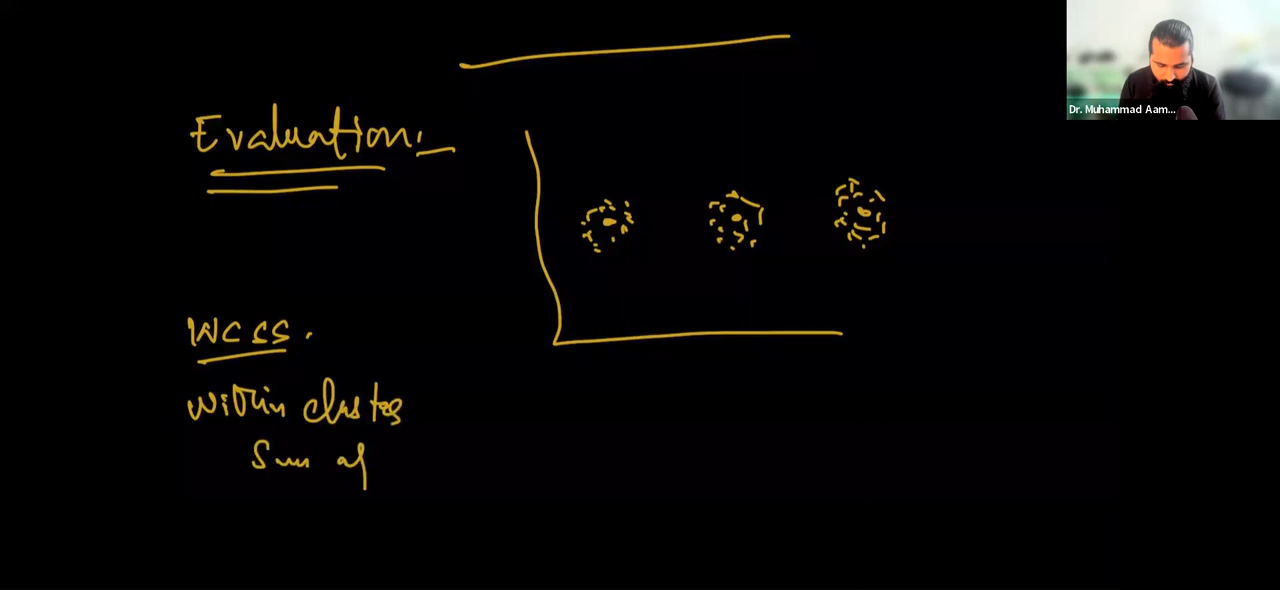 Evaluation:-
WCSS.
Within cluster
Sum of
Dr. Muhammad Aam...